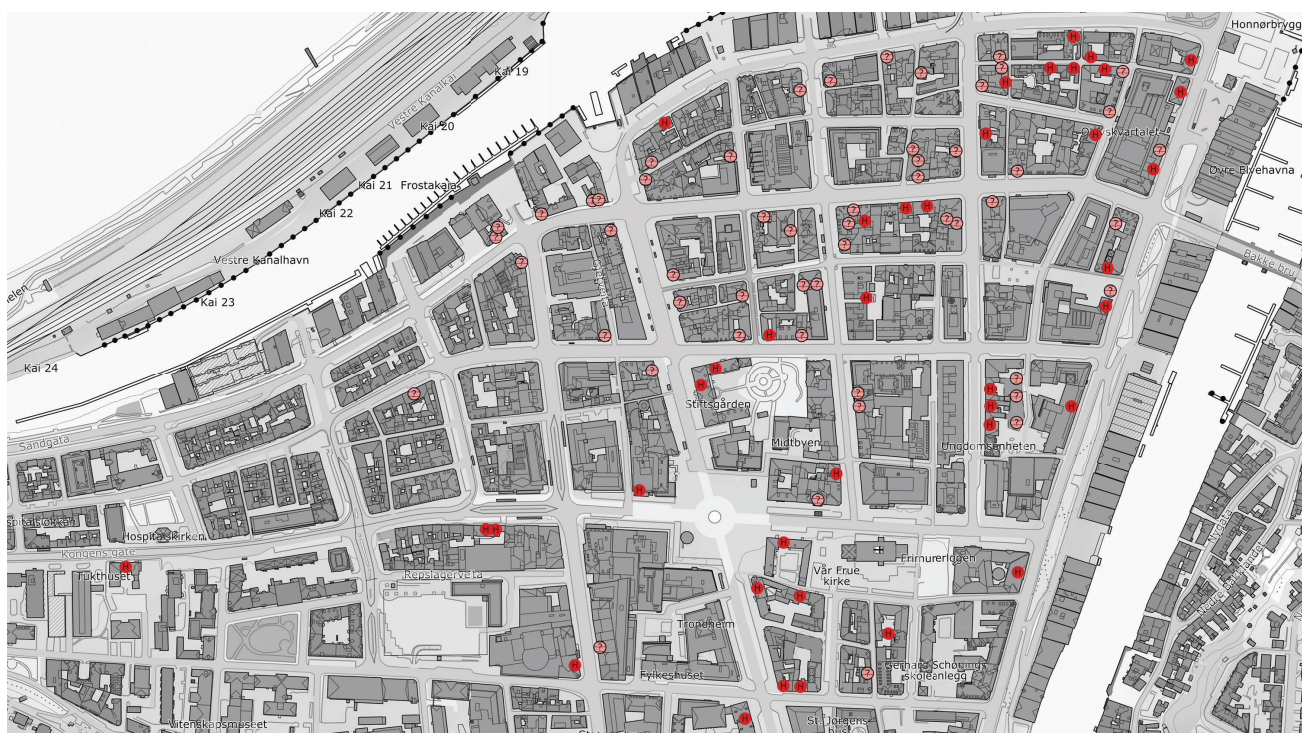 Honnørbrygg
Kai 19
Vestre Kanalkai
Kai 20
Kai 21
Frostakaia
Kai 22
Øvre Elvehavna
Vestre Kanalhavn
Bakke bru
Kai 23
Kai 24
Stiftsgården
Sandgata
Midtbyen
Ungdomsenheten
Hospitalskirken
Kongens gate
Tukthuset
Repslagerveita
Vår Frue
kirke
Frimurerlogen
Nygata
Trondheim
Fylkeshuset
Gerhard Schønings
skoleanlegg
Vitenskapsmuseet
St. Jørgens